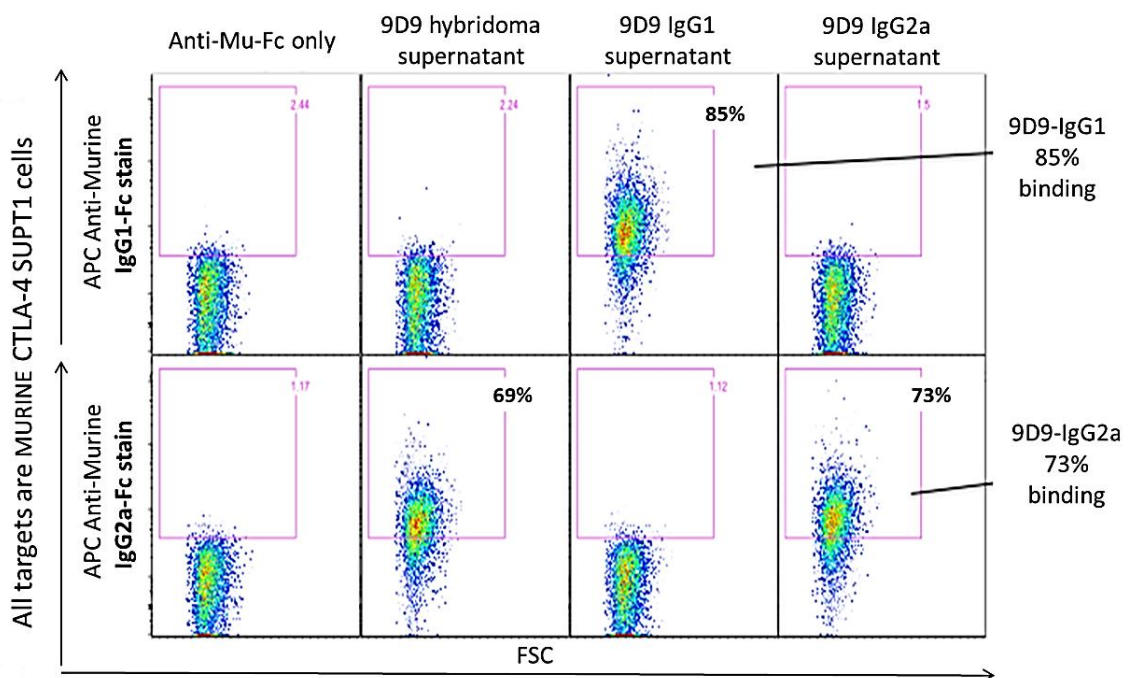 Anti-Mu-Fc only
9D9 hybridoma
supernatant
9D9 IgG1
supernatant
9D9 IgG2a
supernatant
All targets are MURINE CTLA-4 SUPT1 cells
APC Anti-Murine
IgG1-Fc stain
2.44
2.24
85%
1.5
9D9-IgG1
85%
binding
APC Anti-Murine
IgG2a-Fc stain
1.17
69%
1.12
73%
9D9-IgG2a
73%
binding
FSC